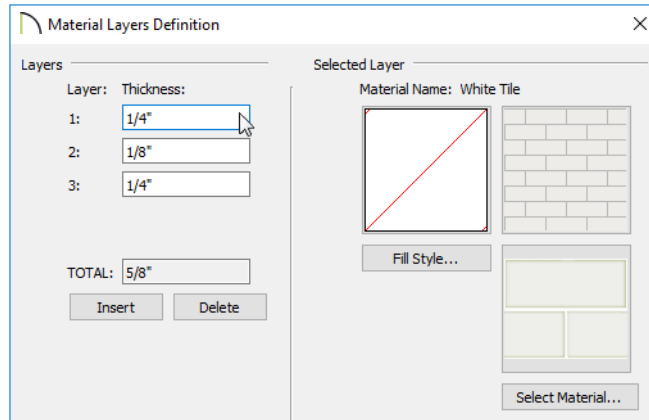 Material Layers Definition
Layers
Layer: Thickness:
1: 1/4"
2: 1/8"
3: 1/4"
TOTAL: 5/8"
Insert Delete
Selected Layer
Material Name: White Tile
Fill Style...
Select Material...